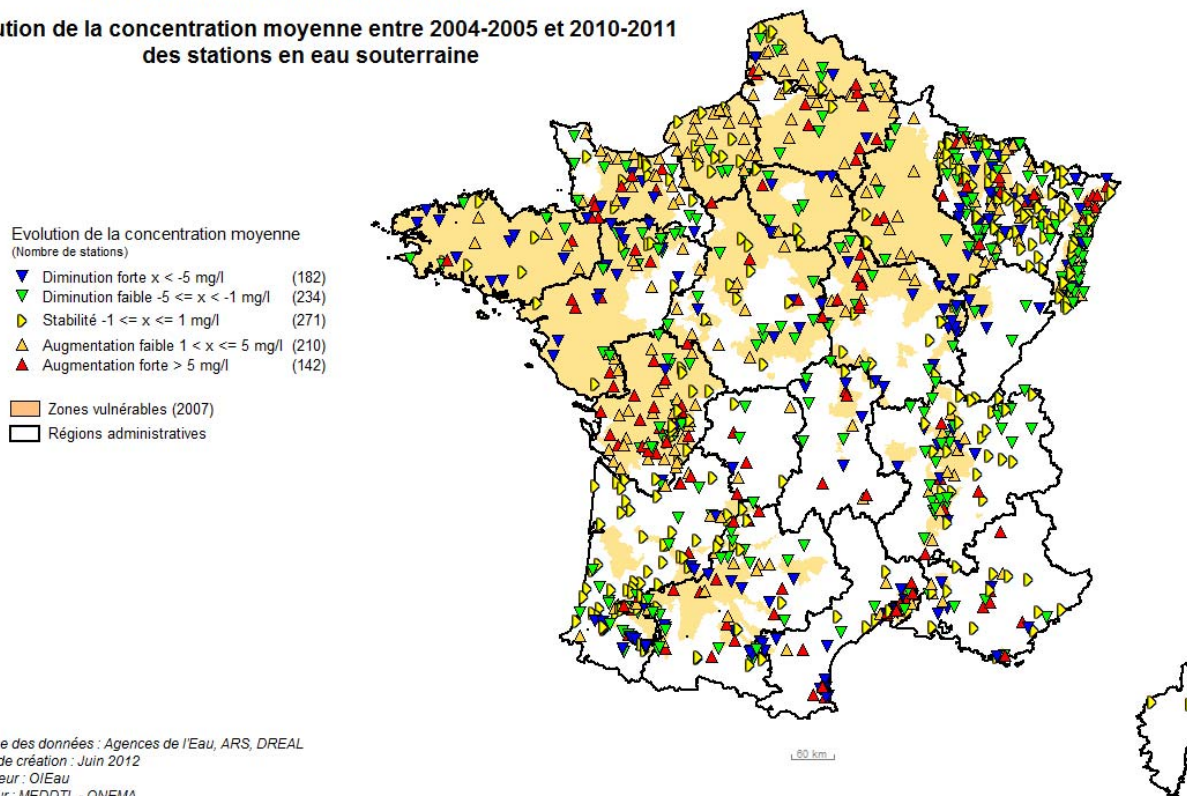 ution de la concentration moyenne entre 2004-2005 et 2010-2011
des stations en eau souterraine
Evolution de la concentration moyenne
(Nombre de stations)
Diminution forte x < -5 mg/l (182)
Diminution faible -5 <= x < -1 mg/l (234)
Stabilité -1 <= x <= 1 mg/l (271)
Augmentation faible 1 < x <= 5 mg/l (210)
Augmentation forte > 5 mg/l (142)
Zones vulnérables (2007)
Régions administratives
60 km
e des données : Agences de l'Eau, ARS, DREAL
de création : Juin 2012
eur : OIEau
ur : MEDDTL - ONEMA